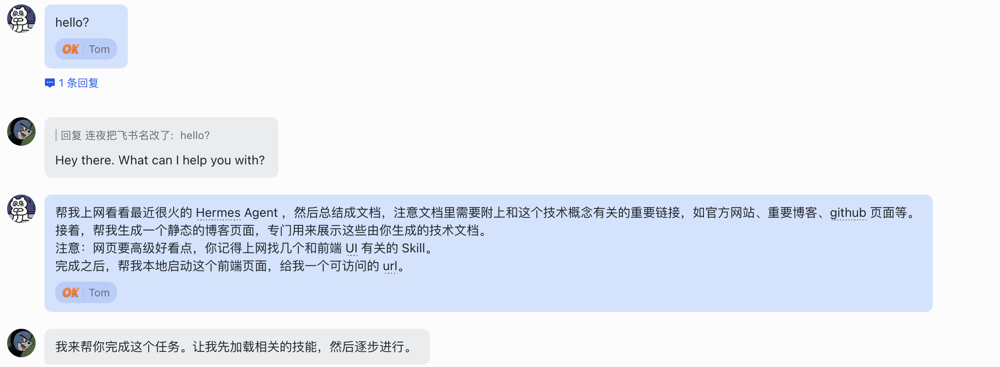 hello?
OK Tom
1 条回复
回复 连夜把飞书名改了: hello?
Hey there. What can I help you with?
帮我上网看看最近很火的 Hermes Agent ，然后总结成文档，注意文档里需要附上和这个技术概念有关的重要链接，如官方网站、重要博客、github 页面等。
接着，帮我生成一个静态的博客页面，专门用来展示这些由你生成的技术文档。
注意：网页要高级好看点，你记得上网找几个和前端 UI 有关的 Skill。
完成之后，帮我本地启动这个前端页面，给我一个可访问的 url。
OK Tom
我来帮你完成这个任务。让我先加载相关的技能，然后逐步进行。